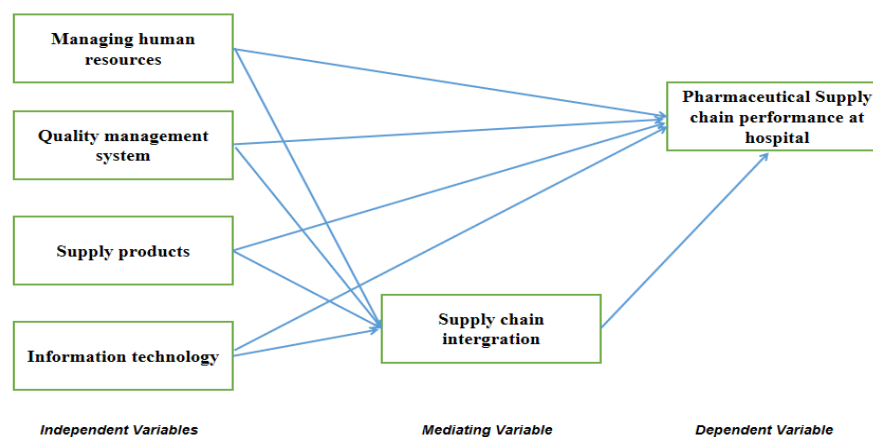 Managing human
resources
Quality management
system
Supply products
Information technology
Supply chain
intergration
Pharmaceutical Supply
chain performance at
hospital
Independent Variables
Mediating Variable
Dependent Variable